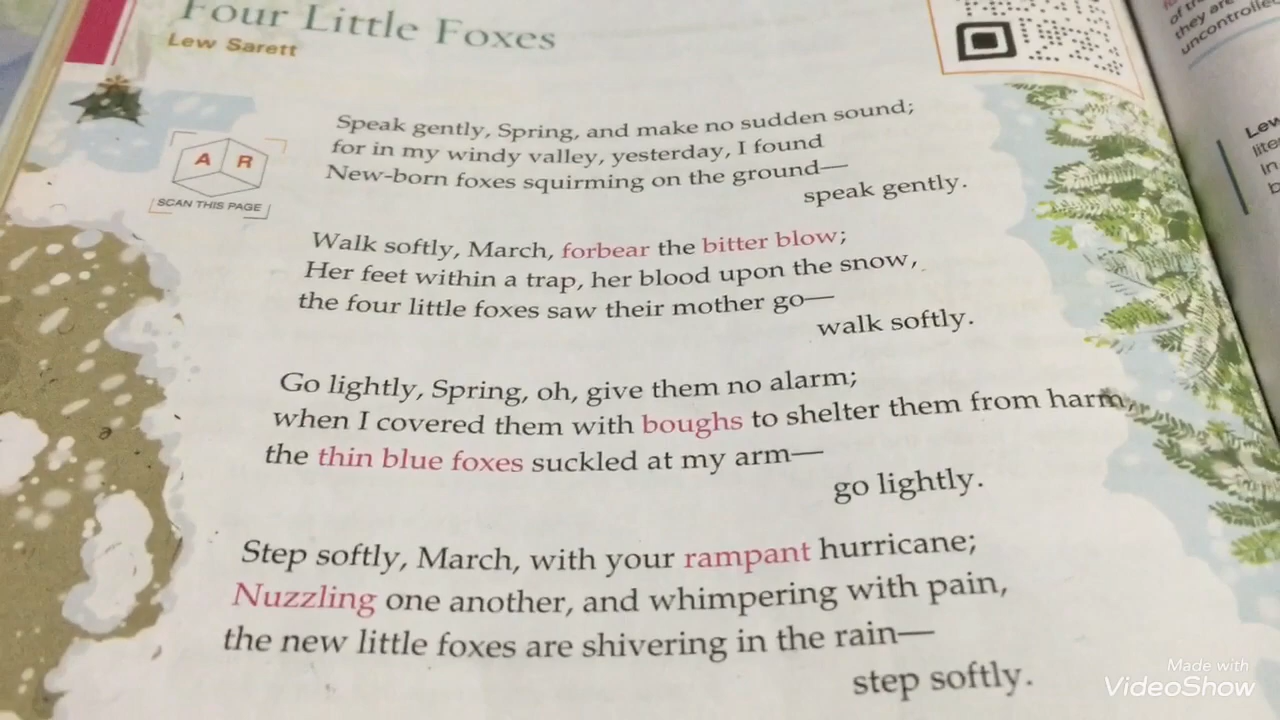 Four Little Foxes
Lew Sarett
A R
SCAN THIS PAGE
Speak gently, Spring, and make no sudden sound;
for in my windy valley, yesterday, I found
New-born foxes squirming on the ground—
speak gently.
Walk softly, March, forbear the bitter blow;
Her feet within a trap, her blood upon the snow,
the four little foxes saw their mother go—
walk softly.
Go lightly, Spring, oh, give them no alarm;
when I covered them with boughs to shelter them from harm,
the thin blue foxes suckled at my arm—
go lightly.
Step softly, March, with your rampant hurricane;
Nuzzling one another, and whimpering with pain,
the new little foxes are shivering in the rain—
step softly.
they are
uncontrolled
Made with
VideoShow